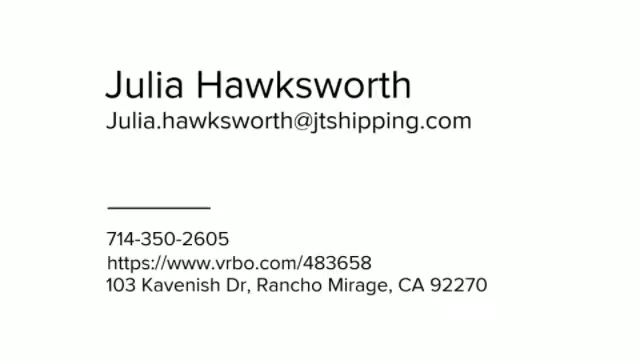 Julia Hawksworth
Julia.hawksworth@jtshipping.com
714-350-2605
https://www.vrbo.com/483658
103 Kavenish Dr, Rancho Mirage, CA 92270